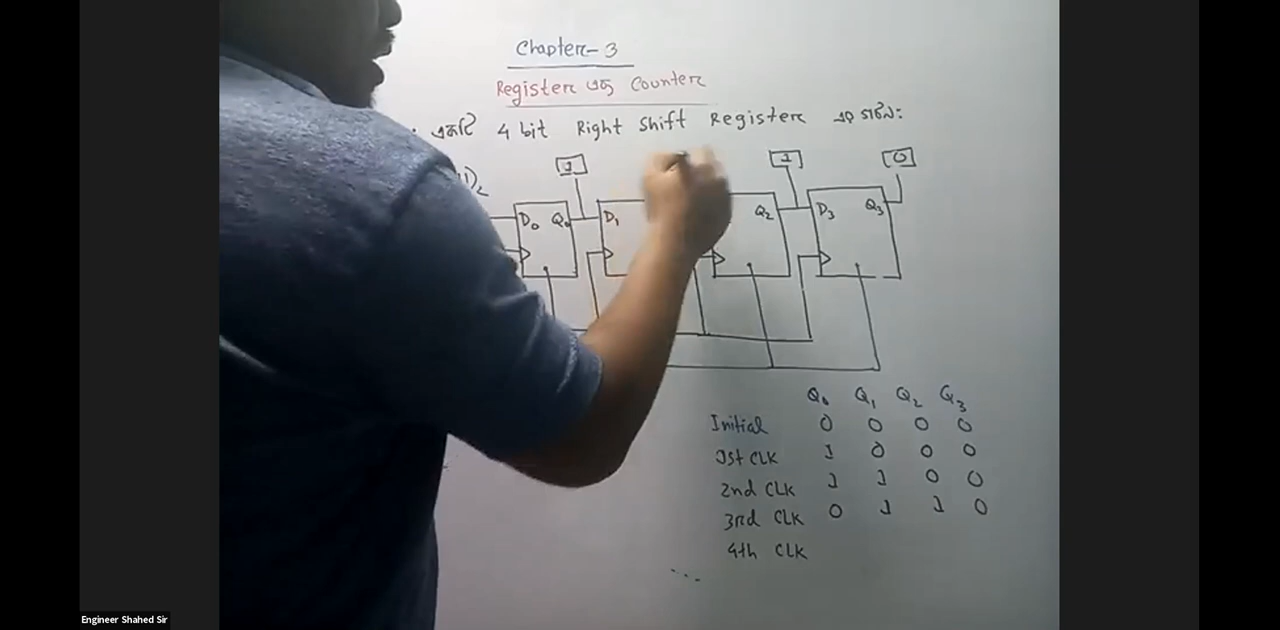 Chapter-3
Register এবং Counter
একটি 4 bit Right Shift Register এর গঠন:
)₂
1 1 0
D₀ Q₀ D₁ Q₂ D₃ Q₃
Q₀ Q₁ Q₂ Q₃
Initial 0 0 0 0
1st CLK 1 0 0 0
2nd CLK 1 1 0 0
3rd CLK 0 1 1 0
4th CLK
Engineer Shahed Sir